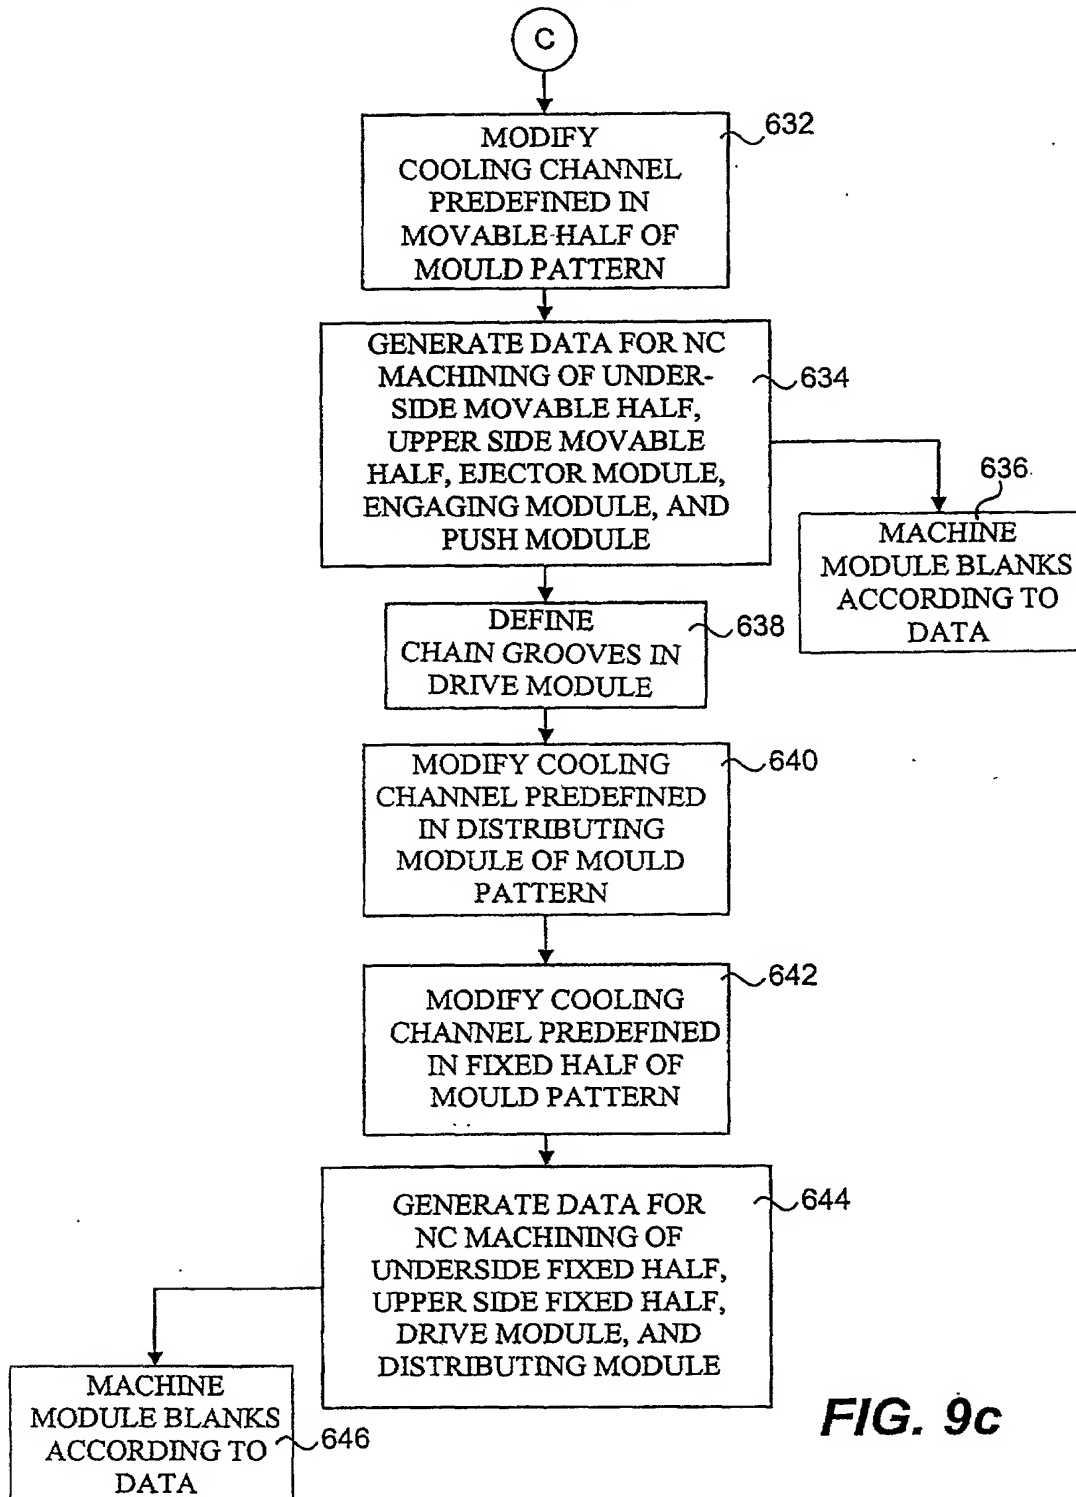 C
MODIFY
COOLING CHANNEL
PREDEFINED IN
MOVABLE HALF OF
MOULD PATTERN
632
GENERATE DATA FOR NC
MACHINING OF UNDER-
SIDE MOVABLE HALF,
UPPER SIDE MOVABLE
HALF, EJECTOR MODULE,
ENGAGING MODULE, AND
PUSH MODULE
634
636
MACHINE
MODULE BLANKS
ACCORDING TO
DATA
DEFINE
CHAIN GROOVES IN
DRIVE MODULE
638
MODIFY COOLING
CHANNEL PREDEFINED
IN DISTRIBUTING
MODULE OF MOULD
PATTERN
640
MODIFY COOLING
CHANNEL PREDEFINED
IN FIXED HALF OF
MOULD PATTERN
642
GENERATE DATA FOR
NC MACHINING OF
UNDERSIDE FIXED HALF,
UPPER SIDE FIXED HALF,
DRIVE MODULE, AND
DISTRIBUTING MODULE
644
MACHINE
MODULE BLANKS
ACCORDING TO
DATA
646
FIG. 9c